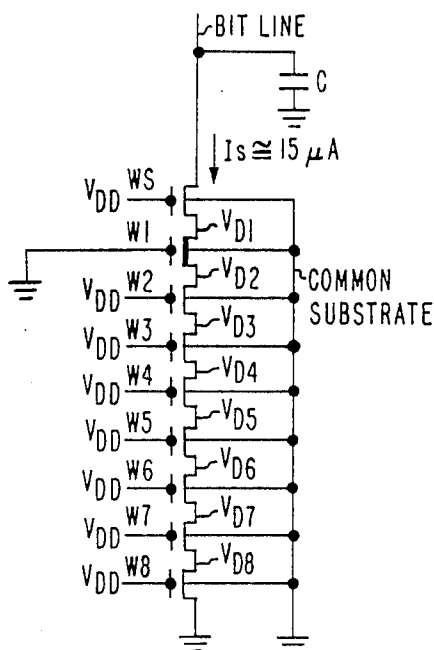 BIT LINE
C
Is ≅ 15 μA
VDD WS
W1 VD1
VD2
VDD W2
COMMON
SUBSTRATE
VDD W3 VD3
VDD W4 VD4
VDD W5 VD5
VDD W6 VD6
VDD W7 VD7
VDD W8 VD8